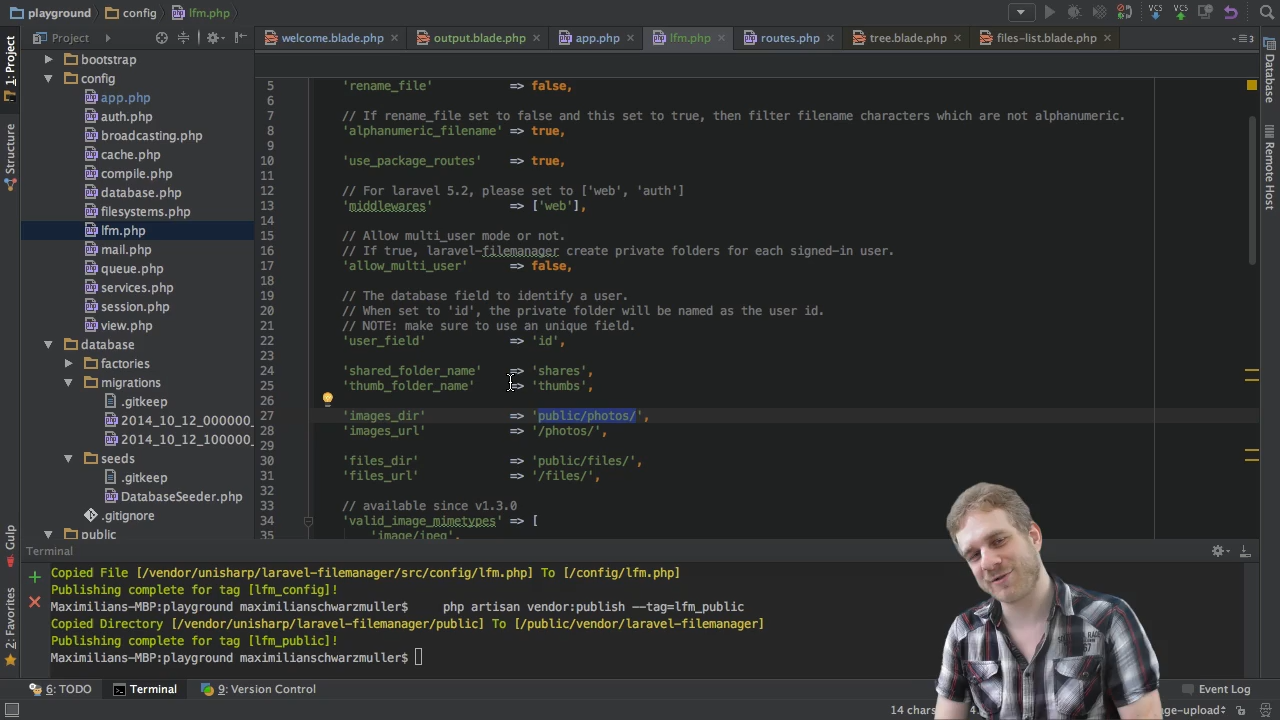 playground config lfm.php
Project
welcome.blade.php output.blade.php app.php lfm.php routes.php tree.blade.php files-list.blade.php
1: Project
Structure
Gulp
2: Favorites
Database
Remote Host
bootstrap
config
app.php
auth.php
broadcasting.php
cache.php
compile.php
database.php
filesystems.php
lfm.php
mail.php
queue.php
services.php
session.php
view.php
database
factories
migrations
.gitkeep
2014_10_12_000000_
2014_10_12_100000_
seeds
.gitkeep
DatabaseSeeder.php
.gitignore
public
5 'rename_file' => false,
6
7 // If rename_file set to false and this set to true, then filter filename characters which are not alphanumeric.
8 'alphanumeric_filename' => true,
9
10 'use_package_routes' => true,
11
12 // For laravel 5.2, please set to ['web', 'auth']
13 'middlewares' => ['web'],
14
15 // Allow multi_user mode or not.
16 // If true, laravel-filemanager create private folders for each signed-in user.
17 'allow_multi_user' => false,
18
19 // The database field to identify a user.
20 // When set to 'id', the private folder will be named as the user id.
21 // NOTE: make sure to use an unique field.
22 'user_field' => 'id',
23
24 'shared_folder_name' => 'shares',
25 'thumb_folder_name' => 'thumbs',
26
27 'images_dir' => 'public/photos/',
28 'images_url' => '/photos/',
29
30 'files_dir' => 'public/files/',
31 'files_url' => '/files/',
32
33 // available since v1.3.0
34 'valid_image_mimetypes' => [
35 'image/jpeg',
Terminal
Copied File [/vendor/unisharp/laravel-filemanager/src/config/lfm.php] To [/config/lfm.php]
Publishing complete for tag [lfm_config]!
Maximilians-MBP:playground maximilianschwarzmuller$ php artisan vendor:publish --tag=lfm_public
Copied Directory [/vendor/unisharp/laravel-filemanager/public] To [/public/vendor/laravel-filemanager]
Publishing complete for tag [lfm_public]!
Maximilians-MBP:playground maximilianschwarzmuller$
6: TODO Terminal 9: Version Control Event Log
14 chars